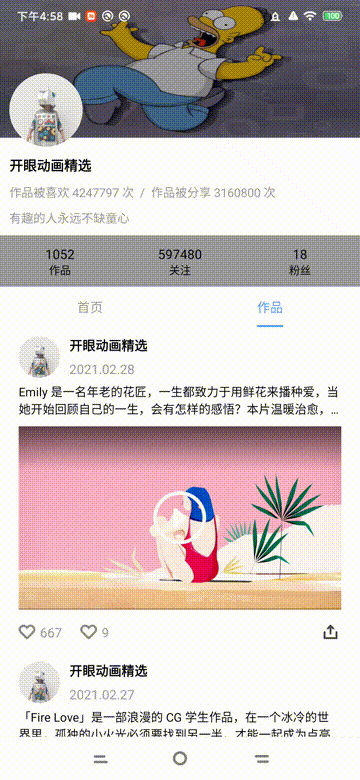 下午4:58
100
开眼动画精选
作品被喜欢 4247797 次 / 作品被分享 3160800 次
有趣的人永远不缺童心
1052 597480 18
作品 关注 粉丝
首页 作品
开眼动画精选
2021.02.28
Emily 是一名年老的花匠，一生都致力于用鲜花来播种爱，当
她开始回顾自己的一生，会有怎样的感悟？本片温暖治愈，...
667 9
开眼动画精选
2021.02.27
「Fire Love」是一部浪漫的 CG 学生作品，在一个冰冷的世
界里，孤独的小火光必须要找到另一半，才能一起成为点亮